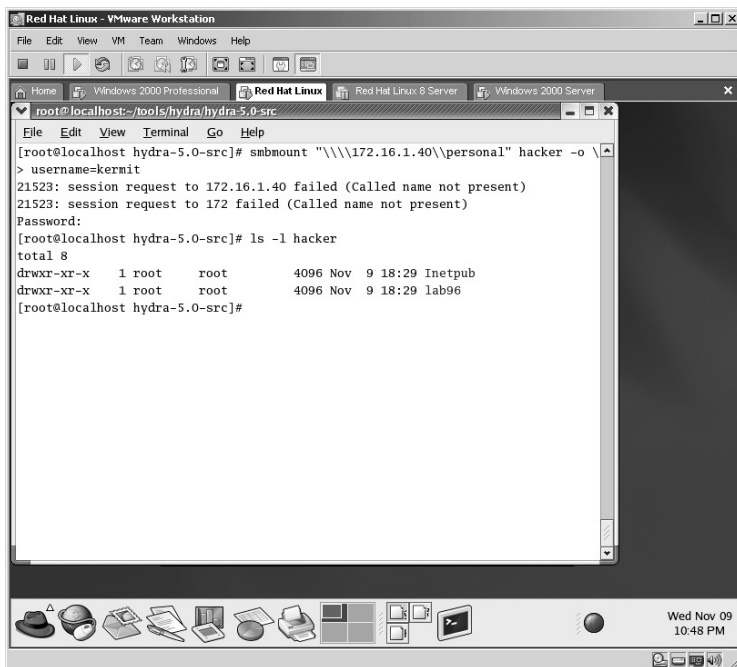 Red Hat Linux - VMware Workstation
File Edit View VM Team Windows Help
Home Windows 2000 Professional Red Hat Linux Red Hat Linux 8 Server Windows 2000 Server
root@localhost:~/tools/hydra/hydra-5.0-src
File Edit View Terminal Go Help
[root@localhost hydra-5.0-src]# smbmount "\\\\172.16.1.40\\personal" hacker -o \
> username=kermit
21523: session request to 172.16.1.40 failed (Called name not present)
21523: session request to 172 failed (Called name not present)
Password:
[root@localhost hydra-5.0-src]# ls -l hacker
total 8
drwxr-xr-x 1 root root 4096 Nov 9 18:29 Inetpub
drwxr-xr-x 1 root root 4096 Nov 9 18:29 lab96
[root@localhost hydra-5.0-src]#
Wed Nov 09
10:48 PM